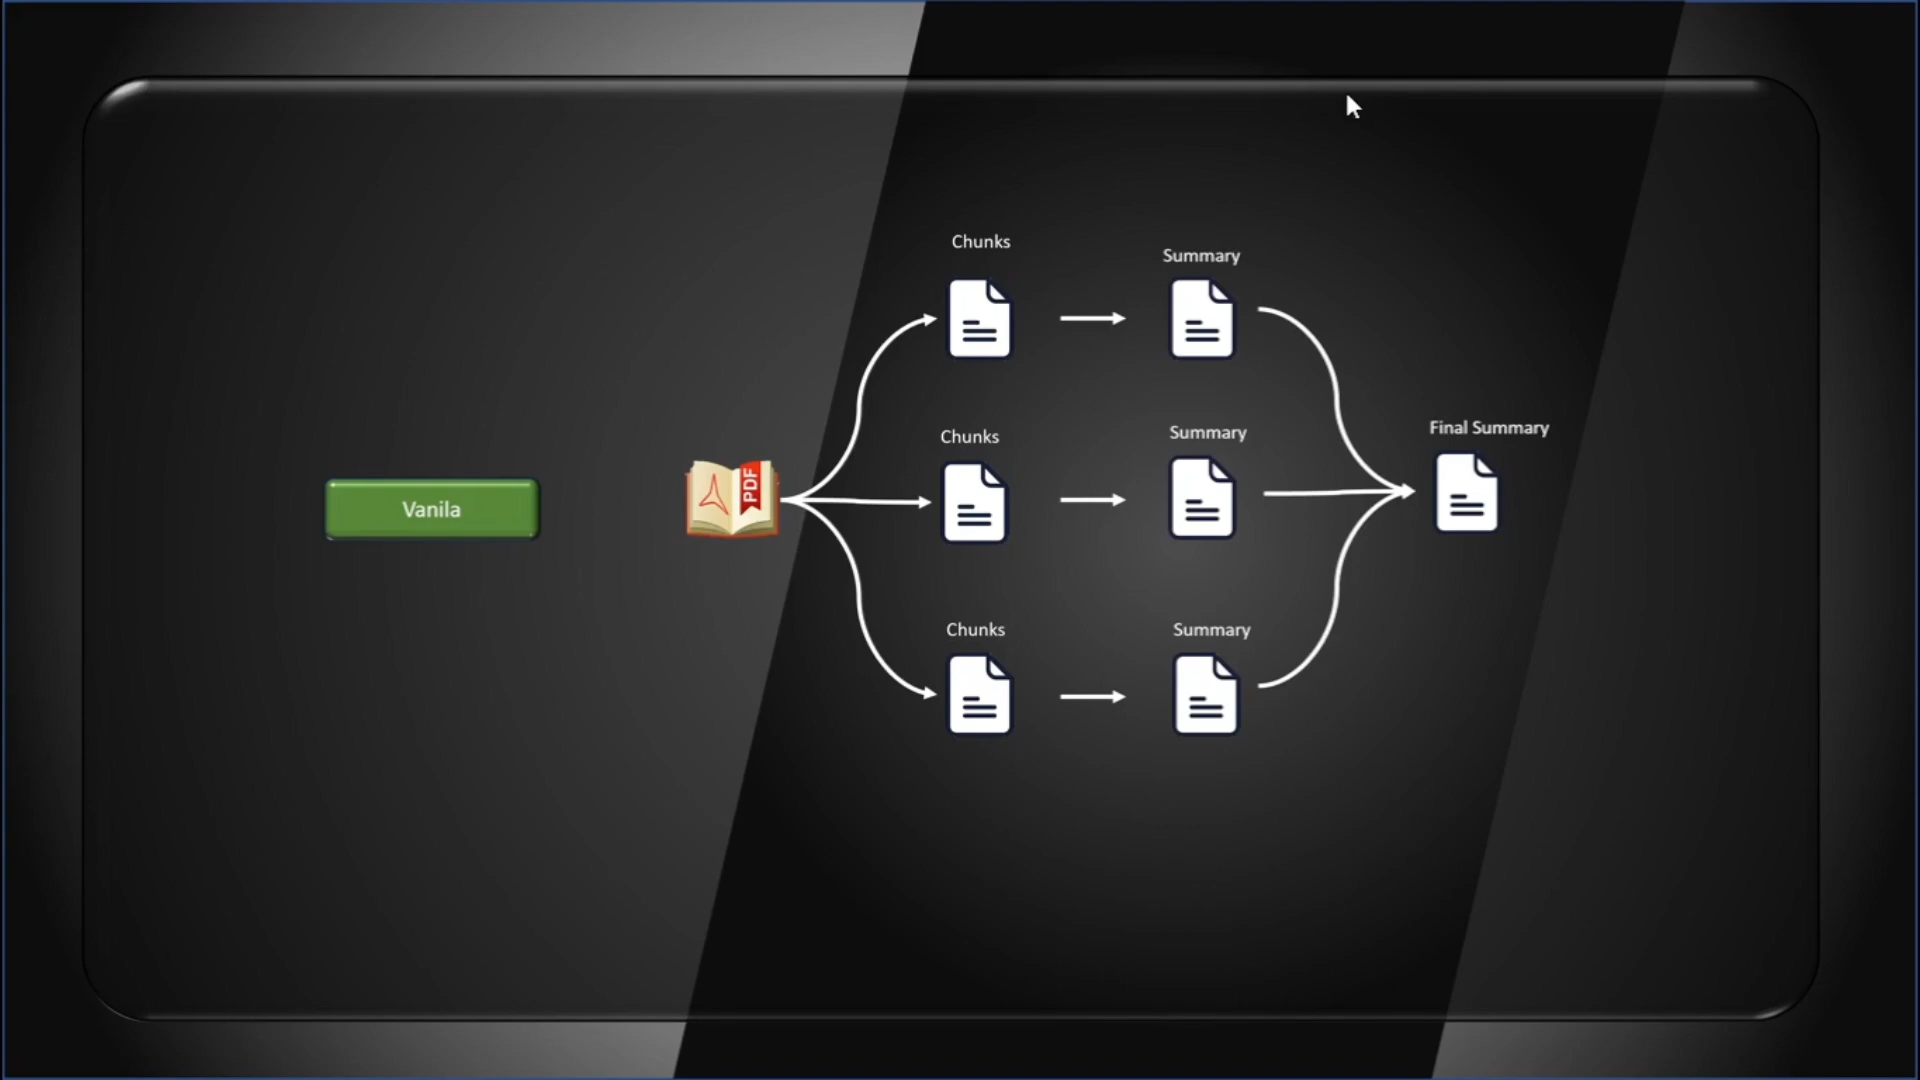 Vanila
PDF
Chunks
Summary
Chunks
Summary
Final Summary
Chunks
Summary